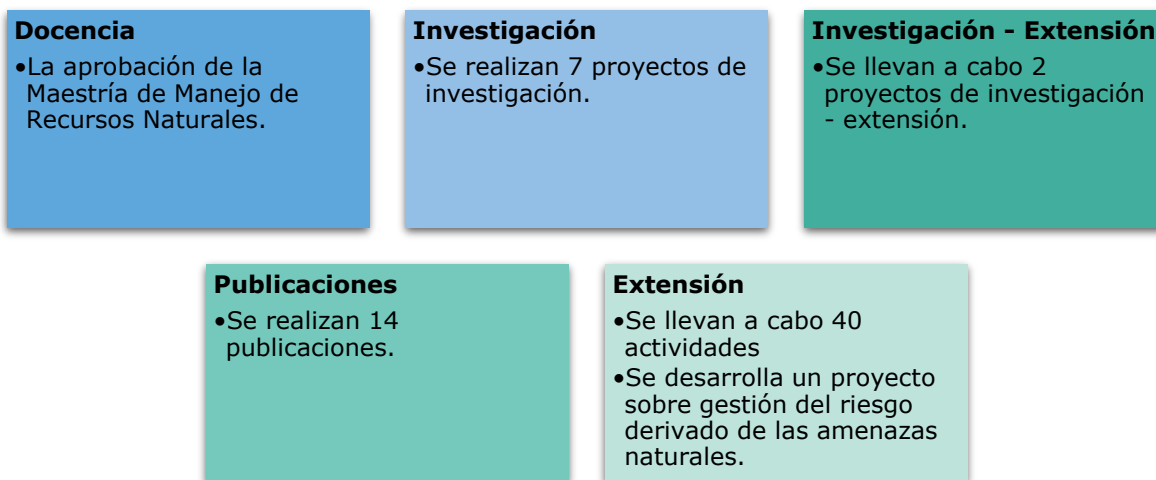 Docencia
•La aprobación de la
Maestría de Manejo de
Recursos Naturales.
Investigación
•Se realizan 7 proyectos de
investigación.
Investigación - Extensión
•Se llevan a cabo 2
proyectos de investigación
- extensión.
Publicaciones
•Se realizan 14
publicaciones.
Extensión
•Se llevan a cabo 40
actividades
•Se desarrolla un proyecto
sobre gestión del riesgo
derivado de las amenazas
naturales.